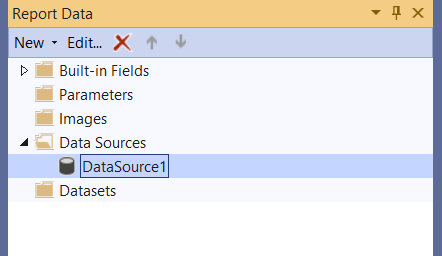 Report Data
New Edit...
Built-in Fields
Parameters
Images
Data Sources
DataSource1
Datasets